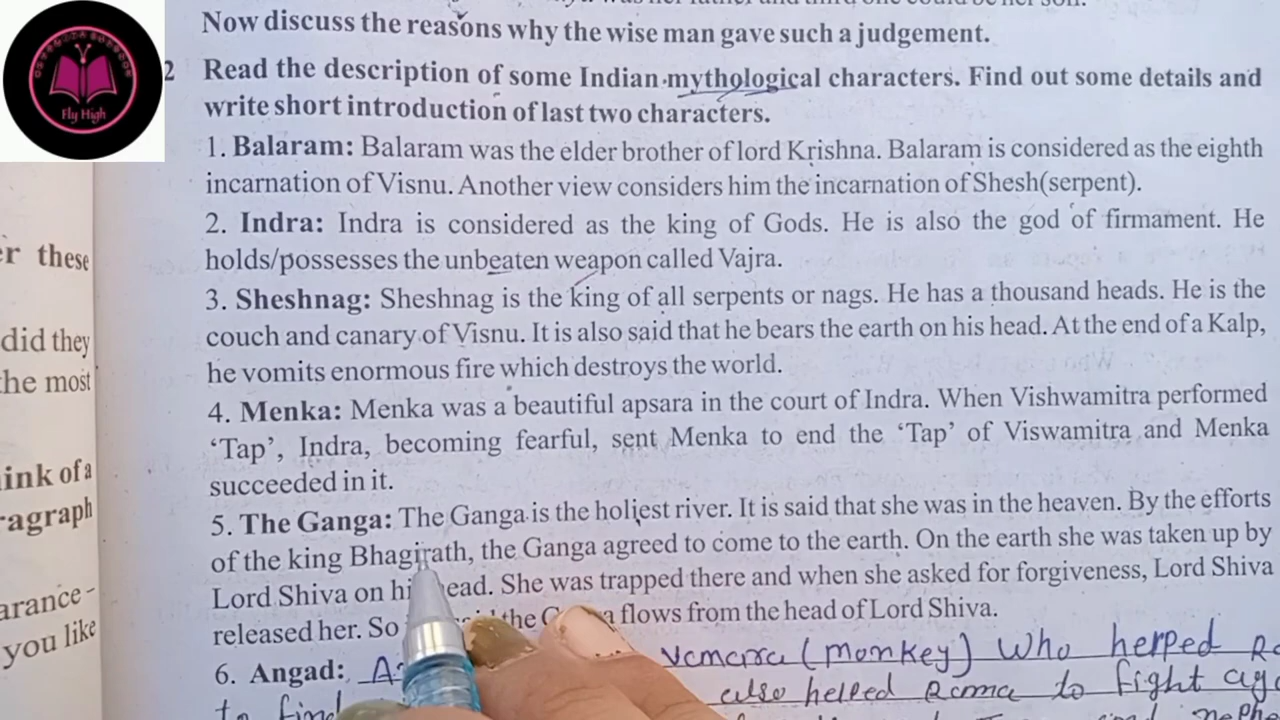 Now discuss the reasons why the wise man gave such a judgement.
2 Read the description of some Indian mythological characters. Find out some details and
write short introduction of last two characters.
1. Balaram: Balaram was the elder brother of lord Krishna. Balaram is considered as the eighth
incarnation of Visnu. Another view considers him the incarnation of Shesh(serpent).
2. Indra: Indra is considered as the king of Gods. He is also the god of firmament. He
holds/possesses the unbeaten weapon called Vajra.
3. Sheshnag: Sheshnag is the king of all serpents or nags. He has a thousand heads. He is the
couch and canary of Visnu. It is also said that he bears the earth on his head. At the end of a Kalp,
he vomits enormous fire which destroys the world.
4. Menka: Menka was a beautiful apsara in the court of Indra. When Vishwamitra performed
‘Tap’, Indra, becoming fearful, sent Menka to end the ‘Tap’ of Viswamitra and Menka
succeeded in it.
5. The Ganga: The Ganga is the holiest river. It is said that she was in the heaven. By the efforts
of the king Bhagirath, the Ganga agreed to come to the earth. On the earth she was taken up by
Lord Shiva on head. She was trapped there and when she asked for forgiveness, Lord Shiva
released her. So the flows from the head of Lord Shiva.
6. Angad: (monkey) who helped
to find also helped Rama to fight
Fly High
these
did they
the most
ink of a
ragraph
arance -
you like